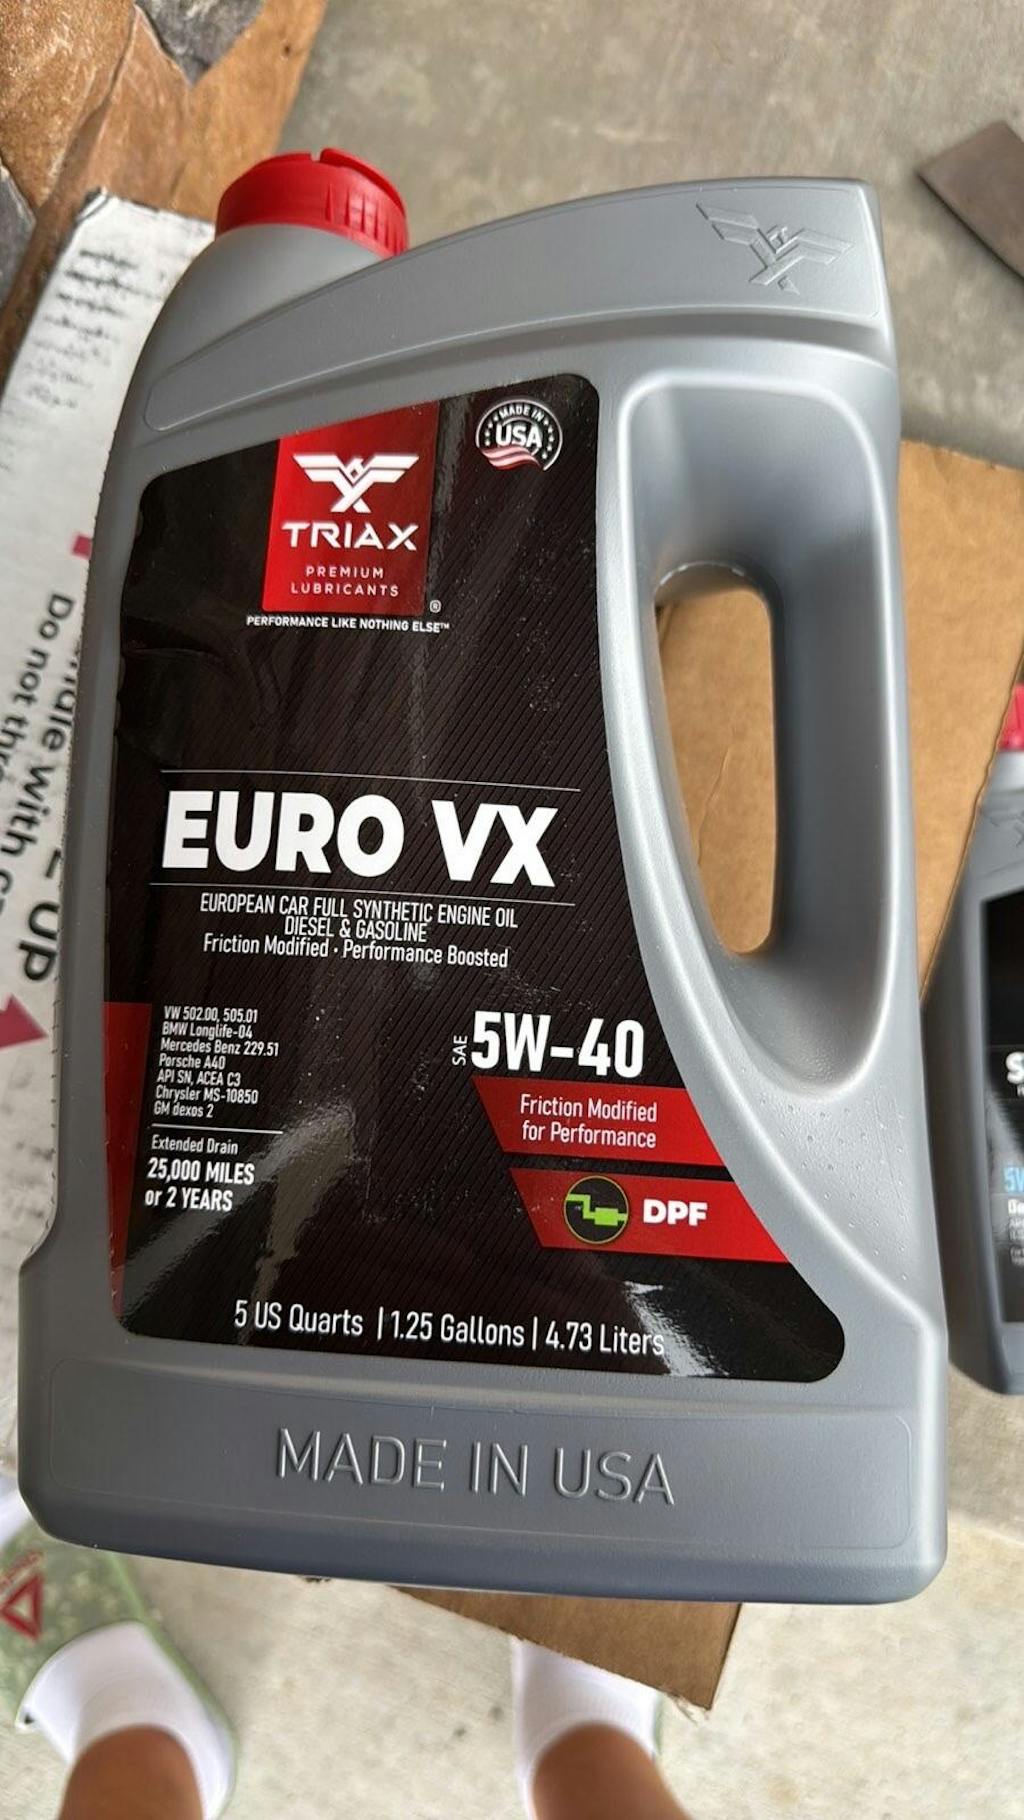 MADE IN
USA
TRIAX
PREMIUM
LUBRICANTS
®
PERFORMANCE LIKE NOTHING ELSE™
EURO VX
EUROPEAN CAR FULL SYNTHETIC ENGINE OIL
DIESEL & GASOLINE
Friction Modified · Performance Boosted
VW 502.00, 505.01
BMW Longlife-04
Mercedes Benz 229.51
Porsche A40
API SN, ACEA C3
Chrysler MS-10850
GM dexos 2
Extended Drain
25,000 MILES
or 2 YEARS
SAE 5W-40
Friction Modified
for Performance
DPF
5 US Quarts | 1.25 Gallons | 4.73 Liters
MADE IN USA
Do not
with
Up